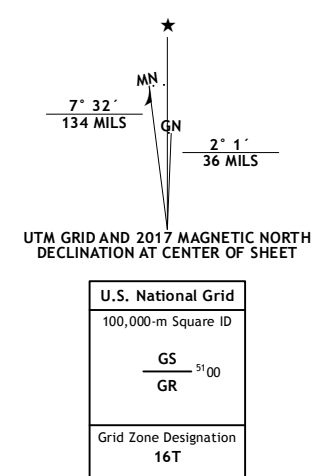 MN
7° 32´
134 MILS
GN
2° 1´
36 MILS
UTM GRID AND 2017 MAGNETIC NORTH
DECLINATION AT CENTER OF SHEET
U.S. National Grid
100,000-m Square ID
GS
5100
GR
Grid Zone Designation
16T